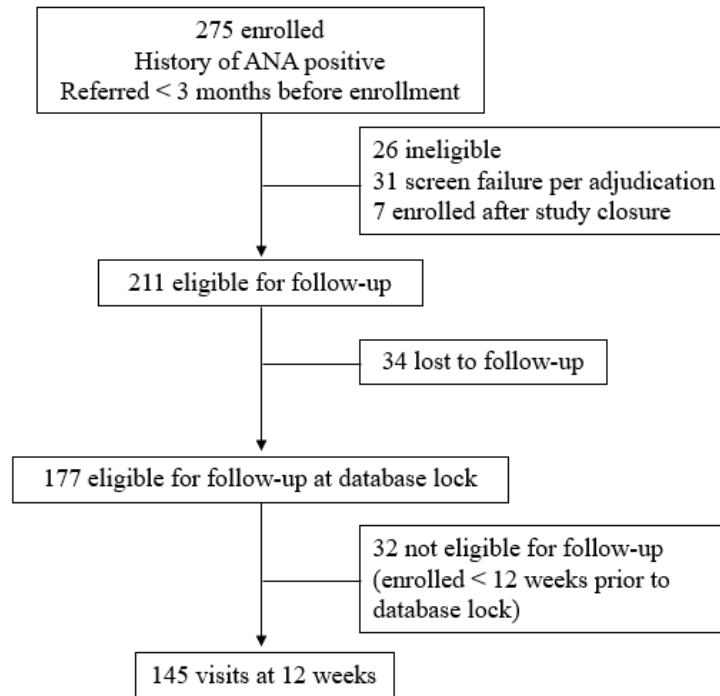 275 enrolled
History of ANA positive
Referred < 3 months before enrollment
26 ineligible
31 screen failure per adjudication
7 enrolled after study closure
211 eligible for follow-up
34 lost to follow-up
177 eligible for follow-up at database lock
32 not eligible for follow-up
(enrolled < 12 weeks prior to
database lock)
145 visits at 12 weeks